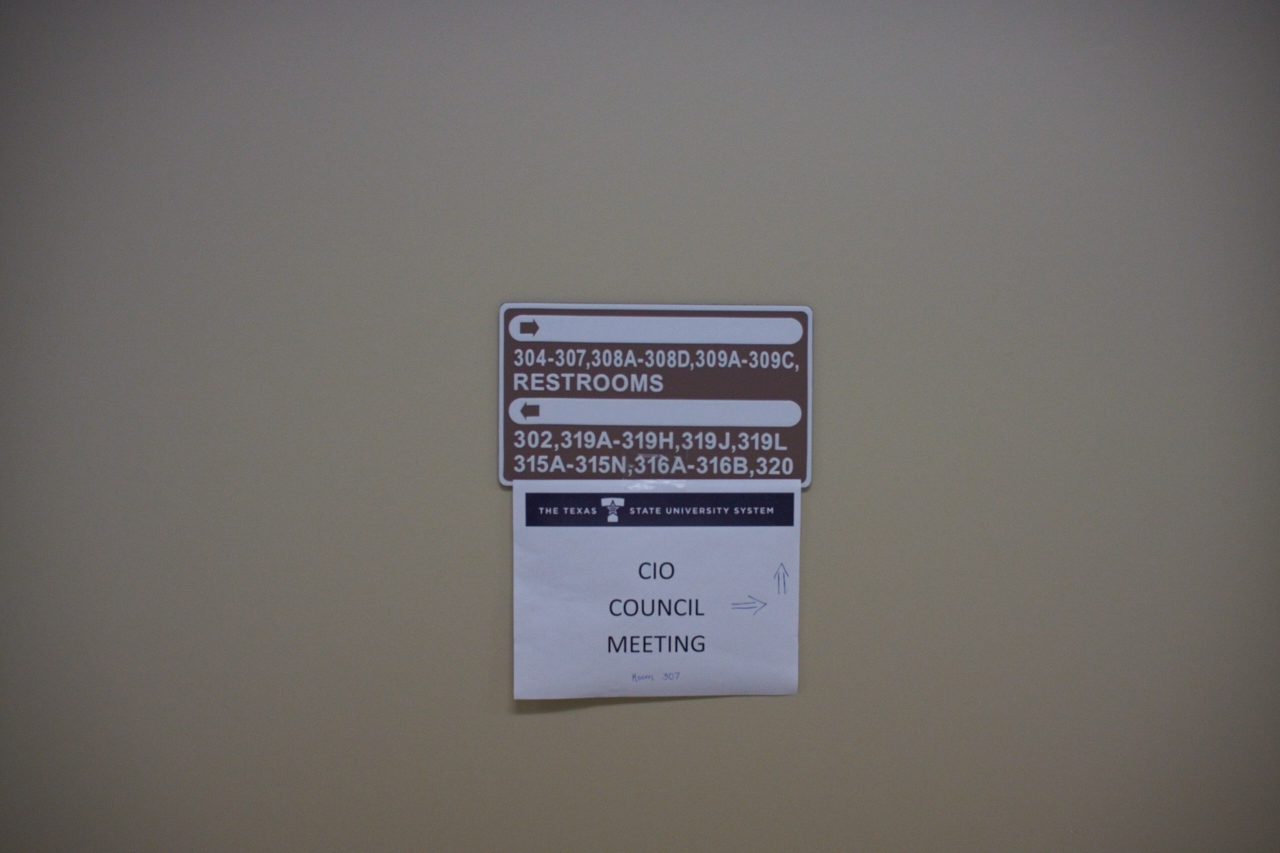 304-307,308A-308D,309A-309C,
RESTROOMS
302,319A-319H,319J,319L
315A-315N,316A-316B,320
THE TEXAS STATE UNIVERSITY SYSTEM
CIO
COUNCIL
MEETING
Room 307